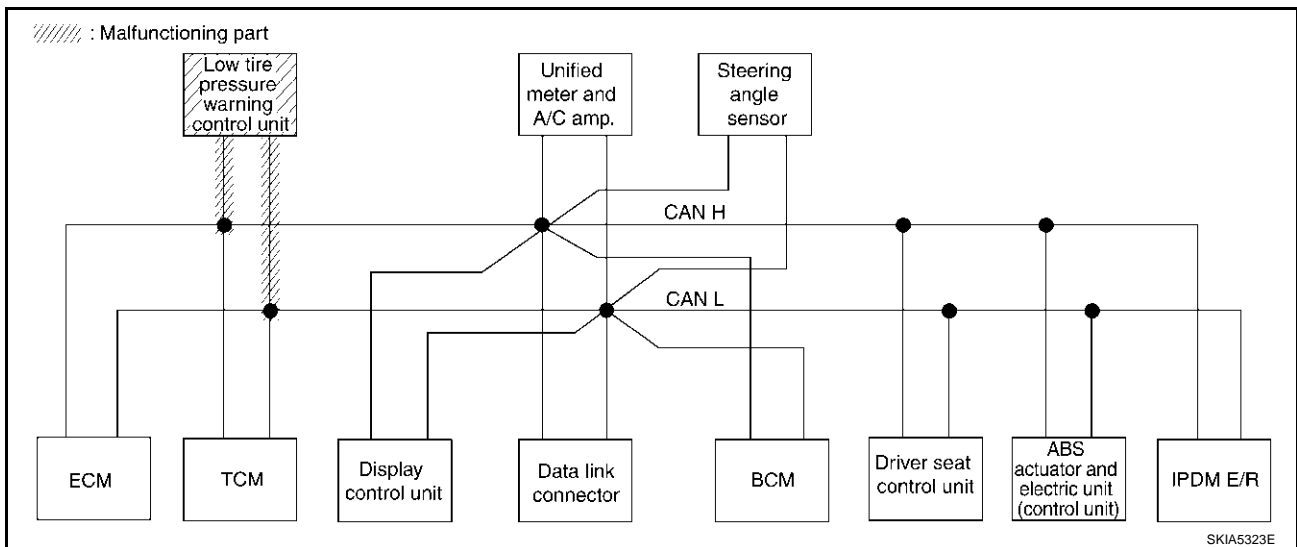 : Malfunctioning part
Low tire
pressure
warning
control unit
Unified
meter and
A/C amp.
Steering
angle
sensor
CAN H
CAN L
ECM
TCM
Display
control unit
Data link
connector
BCM
Driver seat
control unit
ABS
actuator and
electric unit
(control unit)
IPDM E/R
SKIA5323E